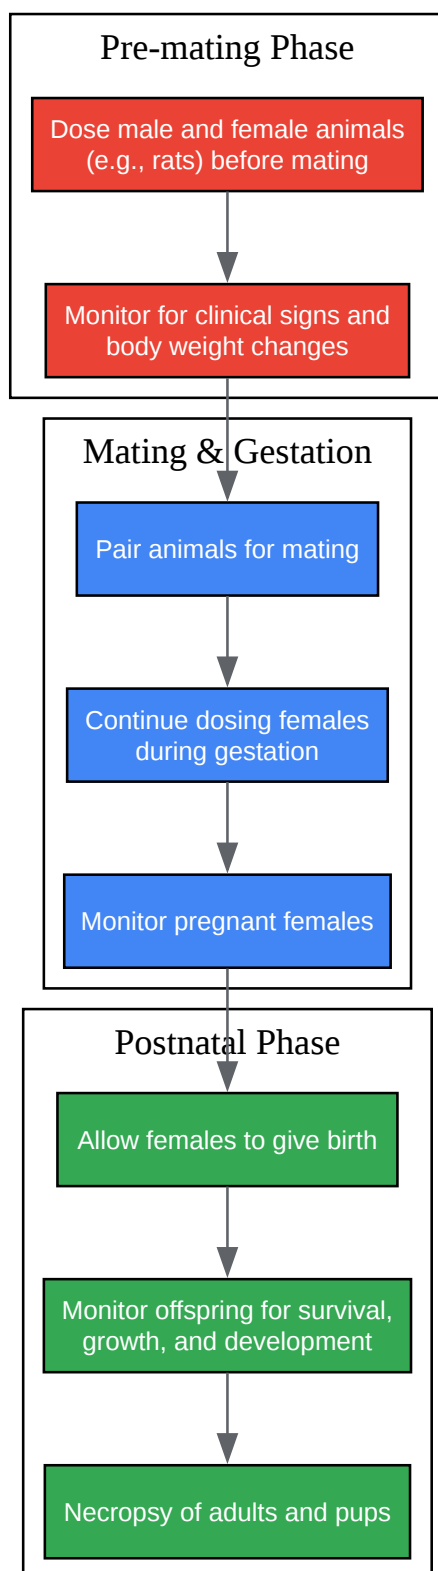 Pre-mating Phase
Dose male and female animals
(e.g., rats) before mating
Monitor for clinical signs and
body weight changes
Mating & Gestation
Pair animals for mating
Continue dosing females
during gestation
Monitor pregnant females
Postnatal Phase
Allow females to give birth
Monitor offspring for survival,
growth, and development
Necropsy of adults and pups